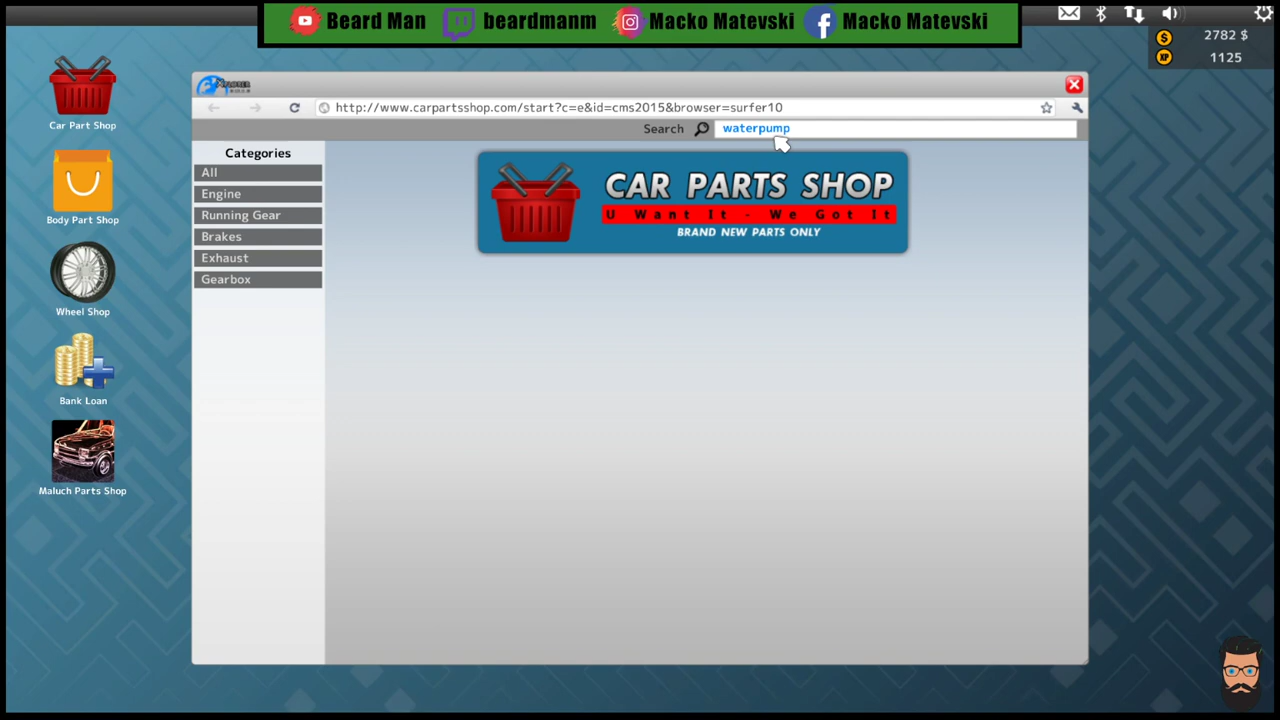 Beard Man beardmanm Macko Matevski Macko Matevski
2782 $
1125
Car Part Shop
Body Part Shop
Wheel Shop
Bank Loan
Maluch Parts Shop
http://www.carpartsshop.com/start?c=e&id=cms2015&browser=surfer10
Search waterpump
Categories
All
Engine
Running Gear
Brakes
Exhaust
Gearbox
CAR PARTS SHOP
U Want It - We Got It
BRAND NEW PARTS ONLY